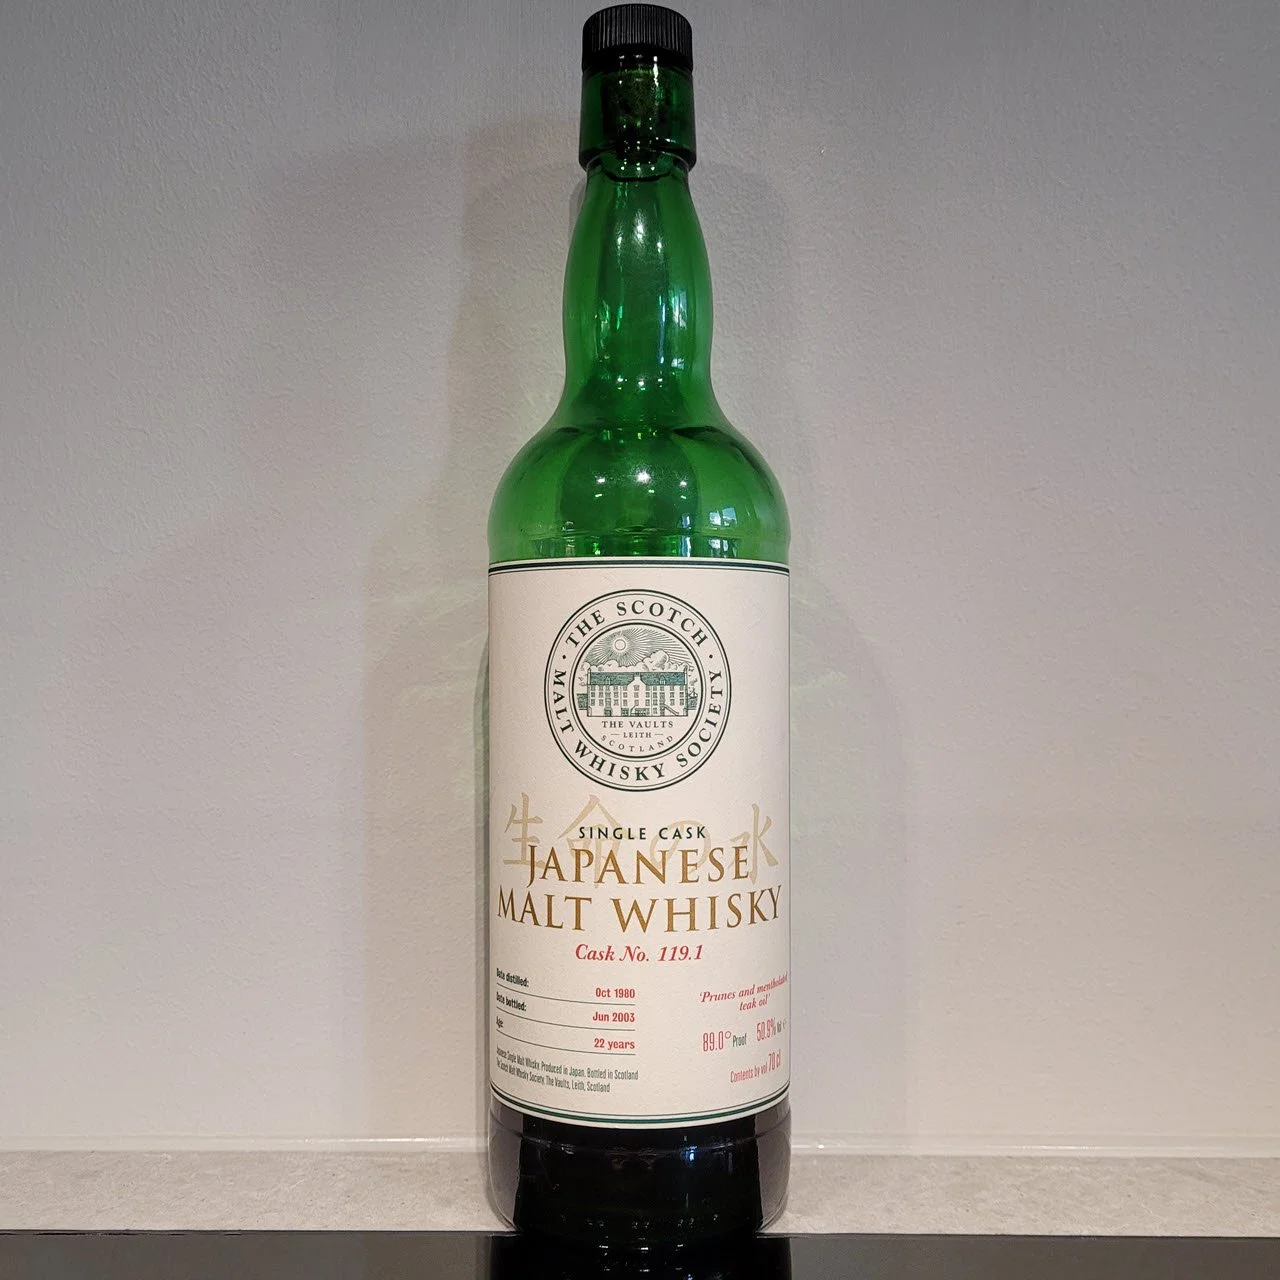 THE SCOTCH
MALT WHISKY SOCIETY
THE VAULTS
LEITH
SCOTLAND
生命の水
SINGLE CASK
JAPANESE
MALT WHISKY
Cask No. 119.1
Date distilled: Oct 1980
Date bottled: Jun 2003
Age: 22 years
'Prunes and mentholated
teak oil'
89.0° Proof 50.9% Vol
Contents by vol 70 cl
Japanese Single Malt Whisky. Produced in Japan. Bottled in Scotland
The Scotch Malt Whisky Society, The Vaults, Leith, Scotland